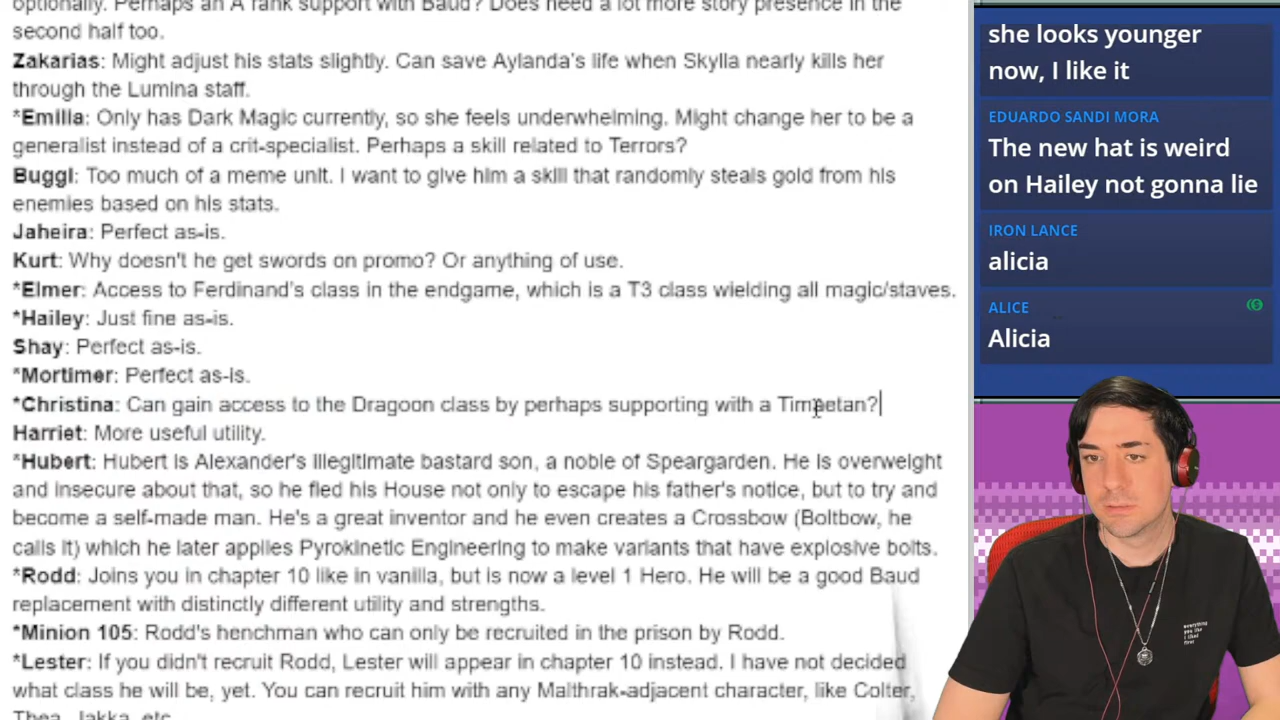 optionally. Perhaps an A rank support with Baud? Does need a lot more story presence in the
second half too.
Zakarias: Might adjust his stats slightly. Can save Aylanda's life when Skylla nearly kills her
through the Lumina staff.
*Emilia: Only has Dark Magic currently, so she feels underwhelming. Might change her to be a
generalist instead of a crit-specialist. Perhaps a skill related to Terrors?
Buggi: Too much of a meme unit. I want to give him a skill that randomly steals gold from his
enemies based on his stats.
Jaheira: Perfect as-is.
Kurt: Why doesn't he get swords on promo? Or anything of use.
*Elmer: Access to Ferdinand's class in the endgame, which is a T3 class wielding all magic/staves.
*Hailey: Just fine as-is.
Shay: Perfect as-is.
*Mortimer: Perfect as-is.
*Christina: Can gain access to the Dragoon class by perhaps supporting with a Timpetan?
Harriet: More useful utility.
*Hubert: Hubert is Alexander's illegitimate bastard son, a noble of Speargarden. He is overweight
and insecure about that, so he fled his House not only to escape his father's notice, but to try and
become a self-made man. He's a great inventor and he even creates a Crossbow (Boltbow, he
calls it) which he later applies Pyrokinetic Engineering to make variants that have explosive bolts.
*Rodd: Joins you in chapter 10 like in vanilla, but is now a level 1 Hero. He will be a good Baud
replacement with distinctly different utility and strengths.
*Minion 105: Rodd's henchman who can only be recruited in the prison by Rodd.
*Lester: If you didn't recruit Rodd, Lester will appear in chapter 10 instead. I have not decided
what class he will be, yet. You can recruit him with any Malthrak-adjacent character, like Colter,
Thea, Jakka, etc.
she looks younger
now, I like it
EDUARDO SANDI MORA
The new hat is weird
on Hailey not gonna lie
IRON LANCE
alicia
ALICE
Alicia
everything
you like
I liked
first